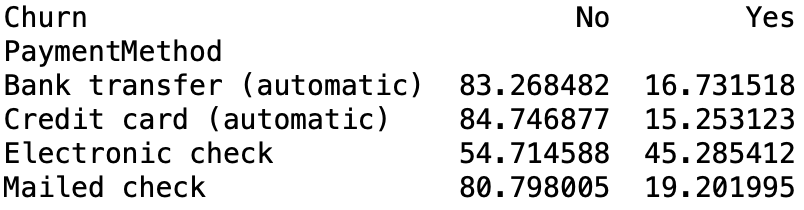 Churn No Yes
PaymentMethod
Bank transfer (automatic) 83.268482 16.731518
Credit card (automatic) 84.746877 15.253123
Electronic check 54.714588 45.285412
Mailed check 80.798005 19.201995